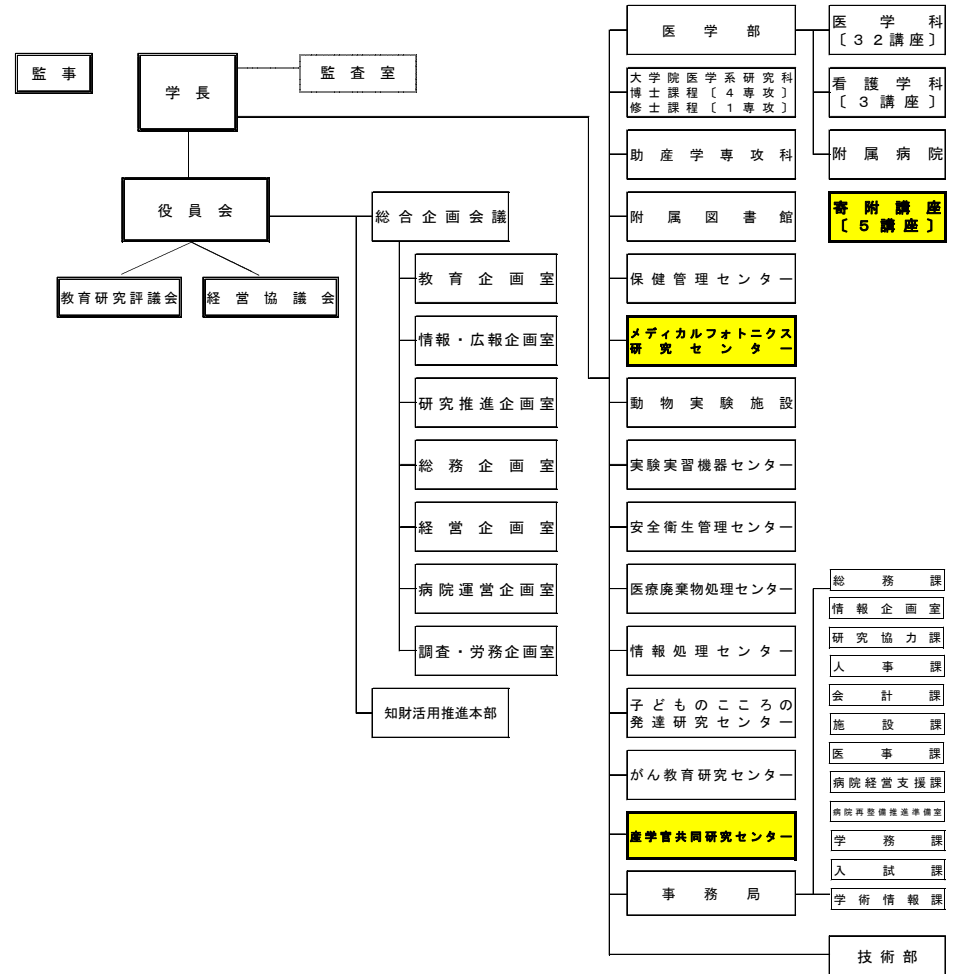 監事
学長
監査室
役員会
教育研究評議会
経営協議会
総合企画会議
教育企画室
情報・広報企画室
研究推進企画室
総務企画室
経営企画室
病院運営企画室
調査・労務企画室
知財活用推進本部
医学部
大学院医学系研究科
博士課程〔４専攻〕
修士課程〔１専攻〕
助産学専攻科
附属図書館
保健管理センター
メディカルフォトニクス
研究センター
動物実験施設
実験実習機器センター
安全衛生管理センター
医療廃棄物処理センター
情報処理センター
子どものこころの
発達研究センター
がん教育研究センター
産学官共同研究センター
事務局
医学科
〔３２講座〕
看護学科
〔３講座〕
附属病院
寄附講座
〔５講座〕
総務課
情報企画室
研究協力課
人事課
会計課
施設課
医事課
病院経営支援課
病院再整備推進準備室
学務課
入試課
学術情報課
技術部